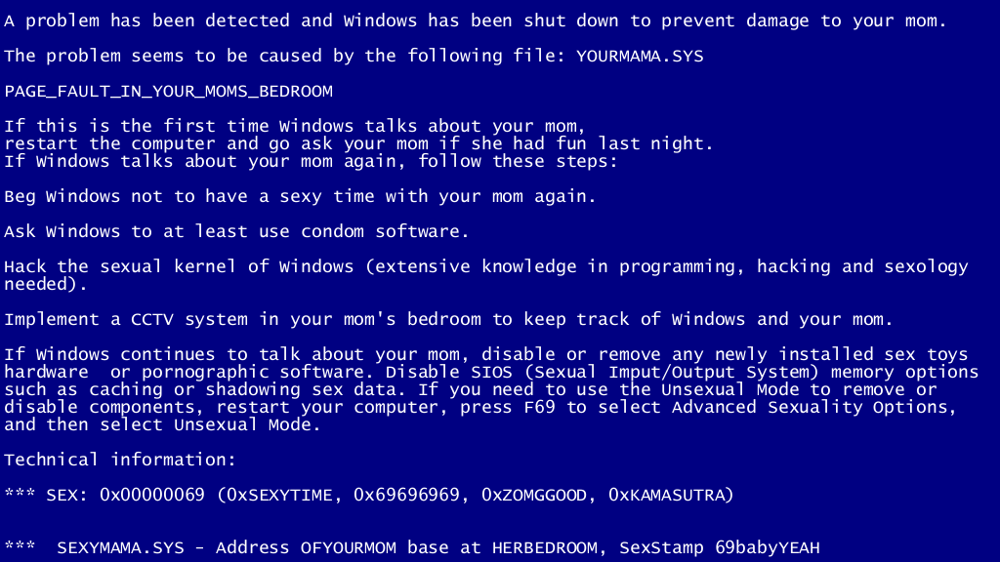 A problem has been detected and Windows has been shut down to prevent damage to your mom.
The problem seems to be caused by the following file: YOURMAMA.SYS
PAGE_FAULT_IN_YOUR_MOMS_BEDROOM
If this is the first time Windows talks about your mom,
restart the computer and go ask your mom if she had fun last night.
If Windows talks about your mom again, follow these steps:
Beg Windows not to have a sexy time with your mom again.
Ask Windows to at least use condom software.
Hack the sexual kernel of Windows (extensive knowledge in programming, hacking and sexology
needed).
Implement a CCTV system in your mom's bedroom to keep track of Windows and your mom.
If Windows continues to talk about your mom, disable or remove any newly installed sex toys
hardware  or pornographic software. Disable SIOS (Sexual Imput/Output System) memory options
such as caching or shadowing sex data. If you need to use the Unsexual Mode to remove or
disable components, restart your computer, press F69 to select Advanced Sexuality Options,
and then select Unsexual Mode.
Technical information:
*** SEX: 0x00000069 (0xSEXYTIME, 0x69696969, 0xZOMGGOOD, 0xKAMASUTRA)
***  SEXYMAMA.SYS - Address OFYOURMOM base at HERBEDROOM, SexStamp 69babyYEAH